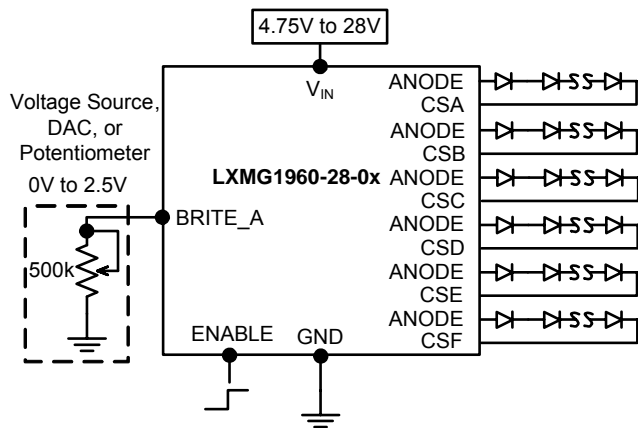 4.75V to 28V
V_IN
Voltage Source,
DAC, or
Potentiometer
0V to 2.5V
500k
BRITE_A
LXMG1960-28-0x
ENABLE
GND
ANODE
CSA
ANODE
CSB
ANODE
CSC
ANODE
CSD
ANODE
CSE
ANODE
CSF